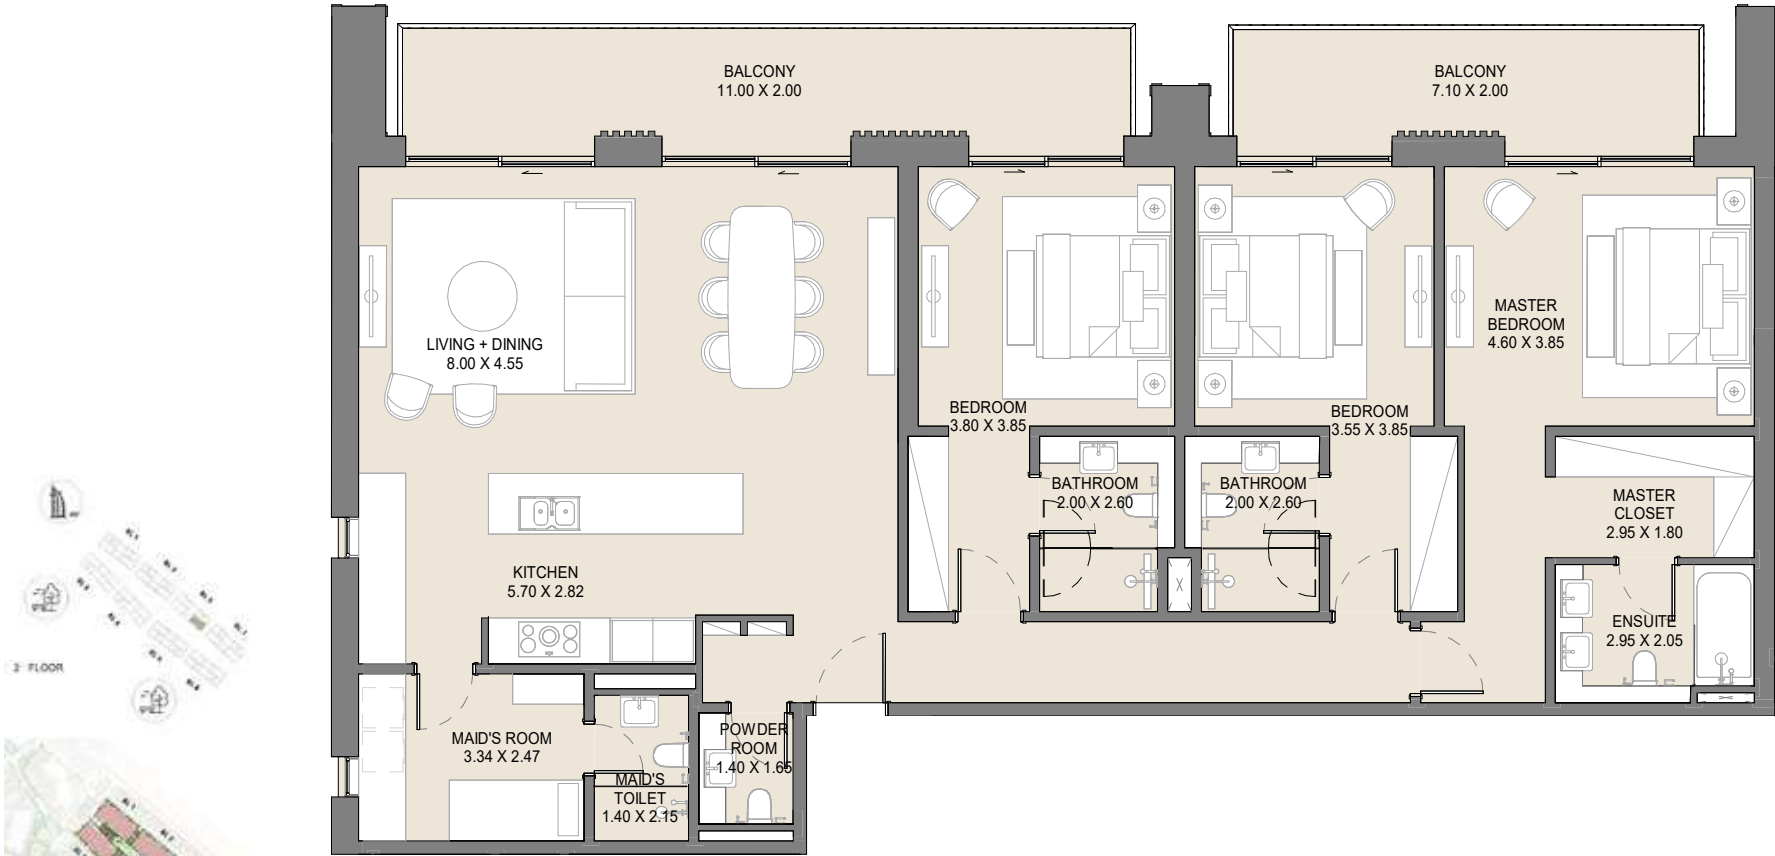 BALCONY
11.00 X 2.00
BALCONY
7.10 X 2.00
LIVING + DINING
8.00 X 4.55
MASTER
BEDROOM
4.60 X 3.85
BEDROOM
3.80 X 3.85
BEDROOM
3.55 X 3.85
BATHROOM
2.00 X 2.60
BATHROOM
2.00 X 2.60
MASTER
CLOSET
2.95 X 1.80
KITCHEN
5.70 X 2.82
ENSUITE
2.95 X 2.05
MAID'S ROOM
3.34 X 2.47
POWDER
ROOM
1.40 X 1.65
MAID'S
TOILET
1.40 X 2.15
FLOOR